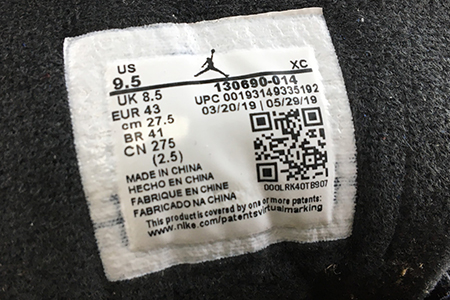 US XC
9.5 130690-014
UK 8.5 UPC 00193149335192
EUR 43 03/20/19 | 05/29/19
cm 27.5
BR 41
CN 275
(2.5)
MADE IN CHINA
HECHO EN CHINA
FABRIQUE EN CHINE
FABRICADO NA CHINA
000LRK40TB907
This product is covered by one or more patents:
www.nike.com/patentsvirtualmarking